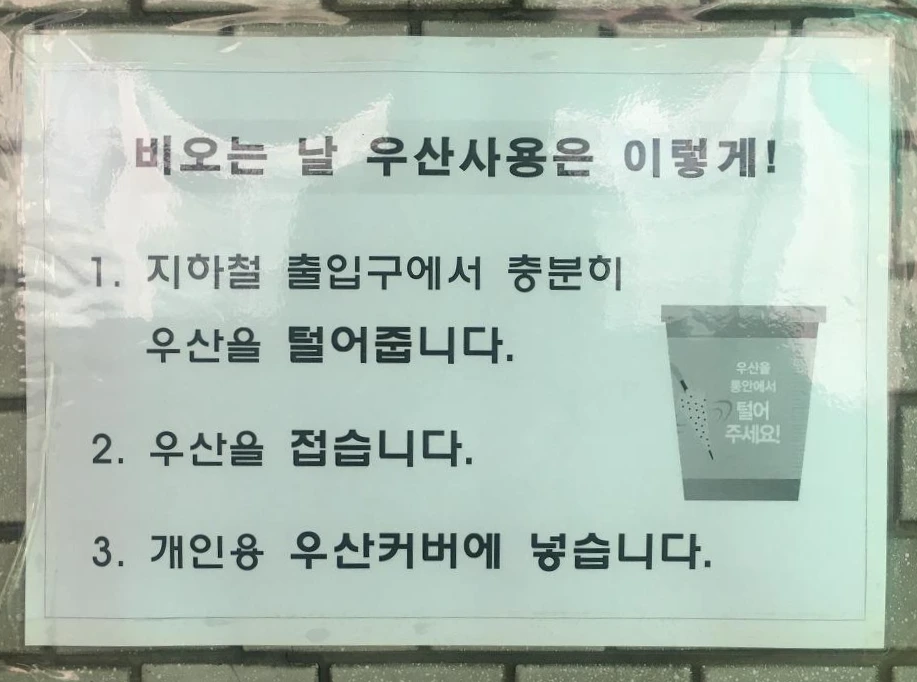 비오는 날 우산사용은 이렇게!
1. 지하철 출입구에서 충분히
우산을 털어줍니다.
우산을
통안에서
털어
주세요!
2. 우산을 접습니다.
3. 개인용 우산커버에 넣습니다.